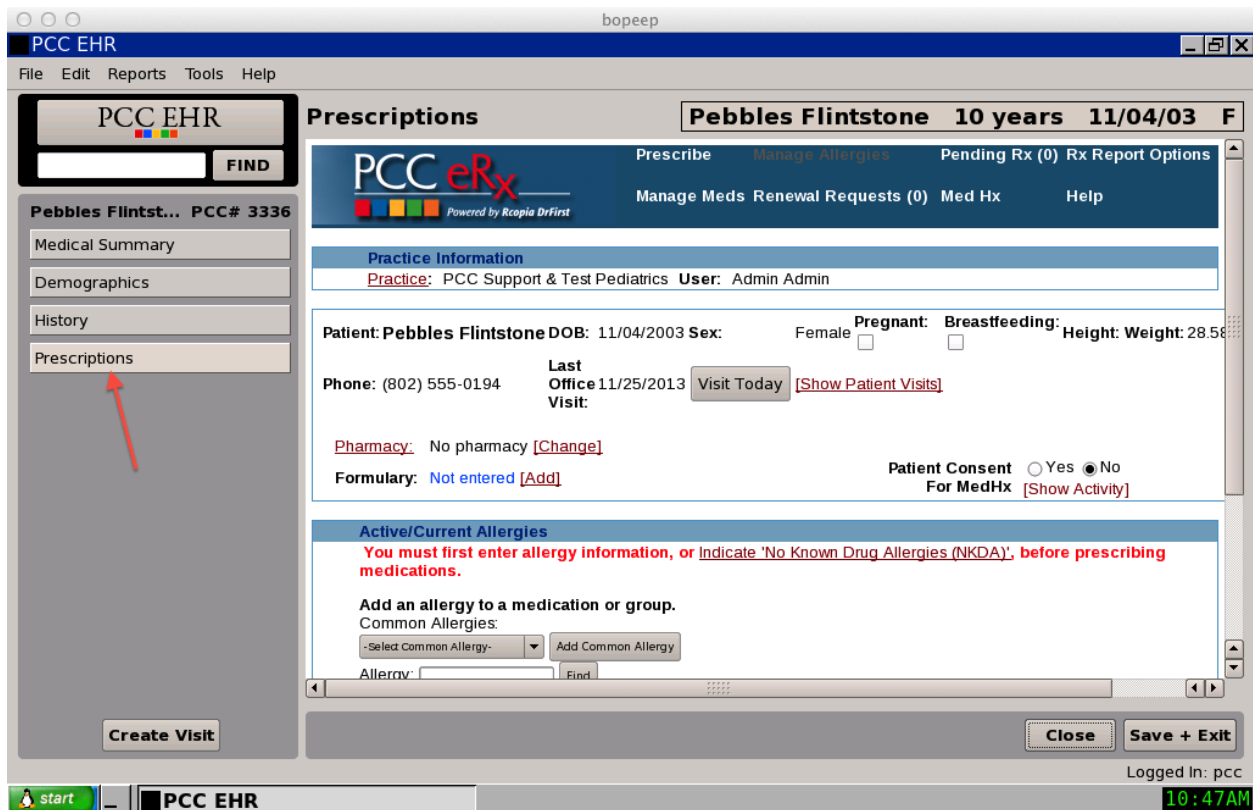 bopeep
PCC EHR
File Edit Reports Tools Help
PCC EHR
FIND
Pebbles Flintst... PCC# 3336
Medical Summary
Demographics
History
Prescriptions
Create Visit
Prescriptions
Pebbles Flintstone 10 years 11/04/03 F
PCC eRx
Powered by Rcopia DrFirst
Prescribe Manage Allergies Pending Rx (0) Rx Report Options
Manage Meds Renewal Requests (0) Med Hx Help
Practice Information
Practice: PCC Support & Test Pediatrics User: Admin Admin
Patient: Pebbles Flintstone DOB: 11/04/2003 Sex: Female Pregnant: Breastfeeding: Height: Weight: 28.58
Phone: (802) 555-0194 Last Office Visit: 11/25/2013 Visit Today [Show Patient Visits]
Pharmacy: No pharmacy [Change]
Formulary: Not entered [Add]
Patient Consent For MedHx Yes No
[Show Activity]
Active/Current Allergies
You must first enter allergy information, or Indicate 'No Known Drug Allergies (NKDA)', before prescribing
medications.
Add an allergy to a medication or group.
Common Allergies:
-Select Common Allergy- Add Common Allergy
Allergy: Find
Close Save + Exit
Logged In: pcc
start _ PCC EHR 10:47AM